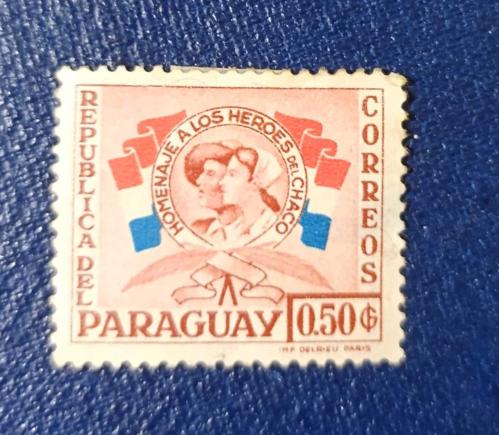 REPUBLICA DEL
CORREOS
HOMENAJE A LOS HEROES DEL CHACO
PARAGUAY 0.50 ₲
IMP. DELRIEU. PARIS